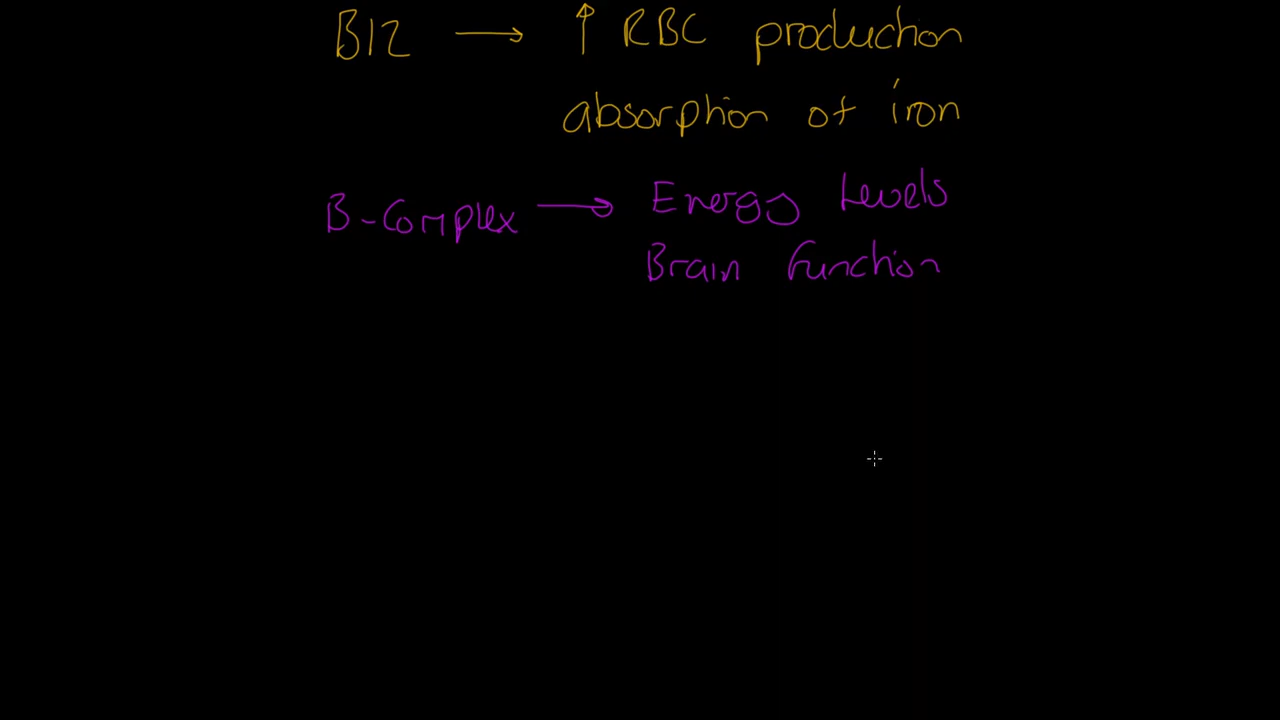 B12 → ↑ RBC production
absorption of iron
B-Complex → Energy Levels
Brain function